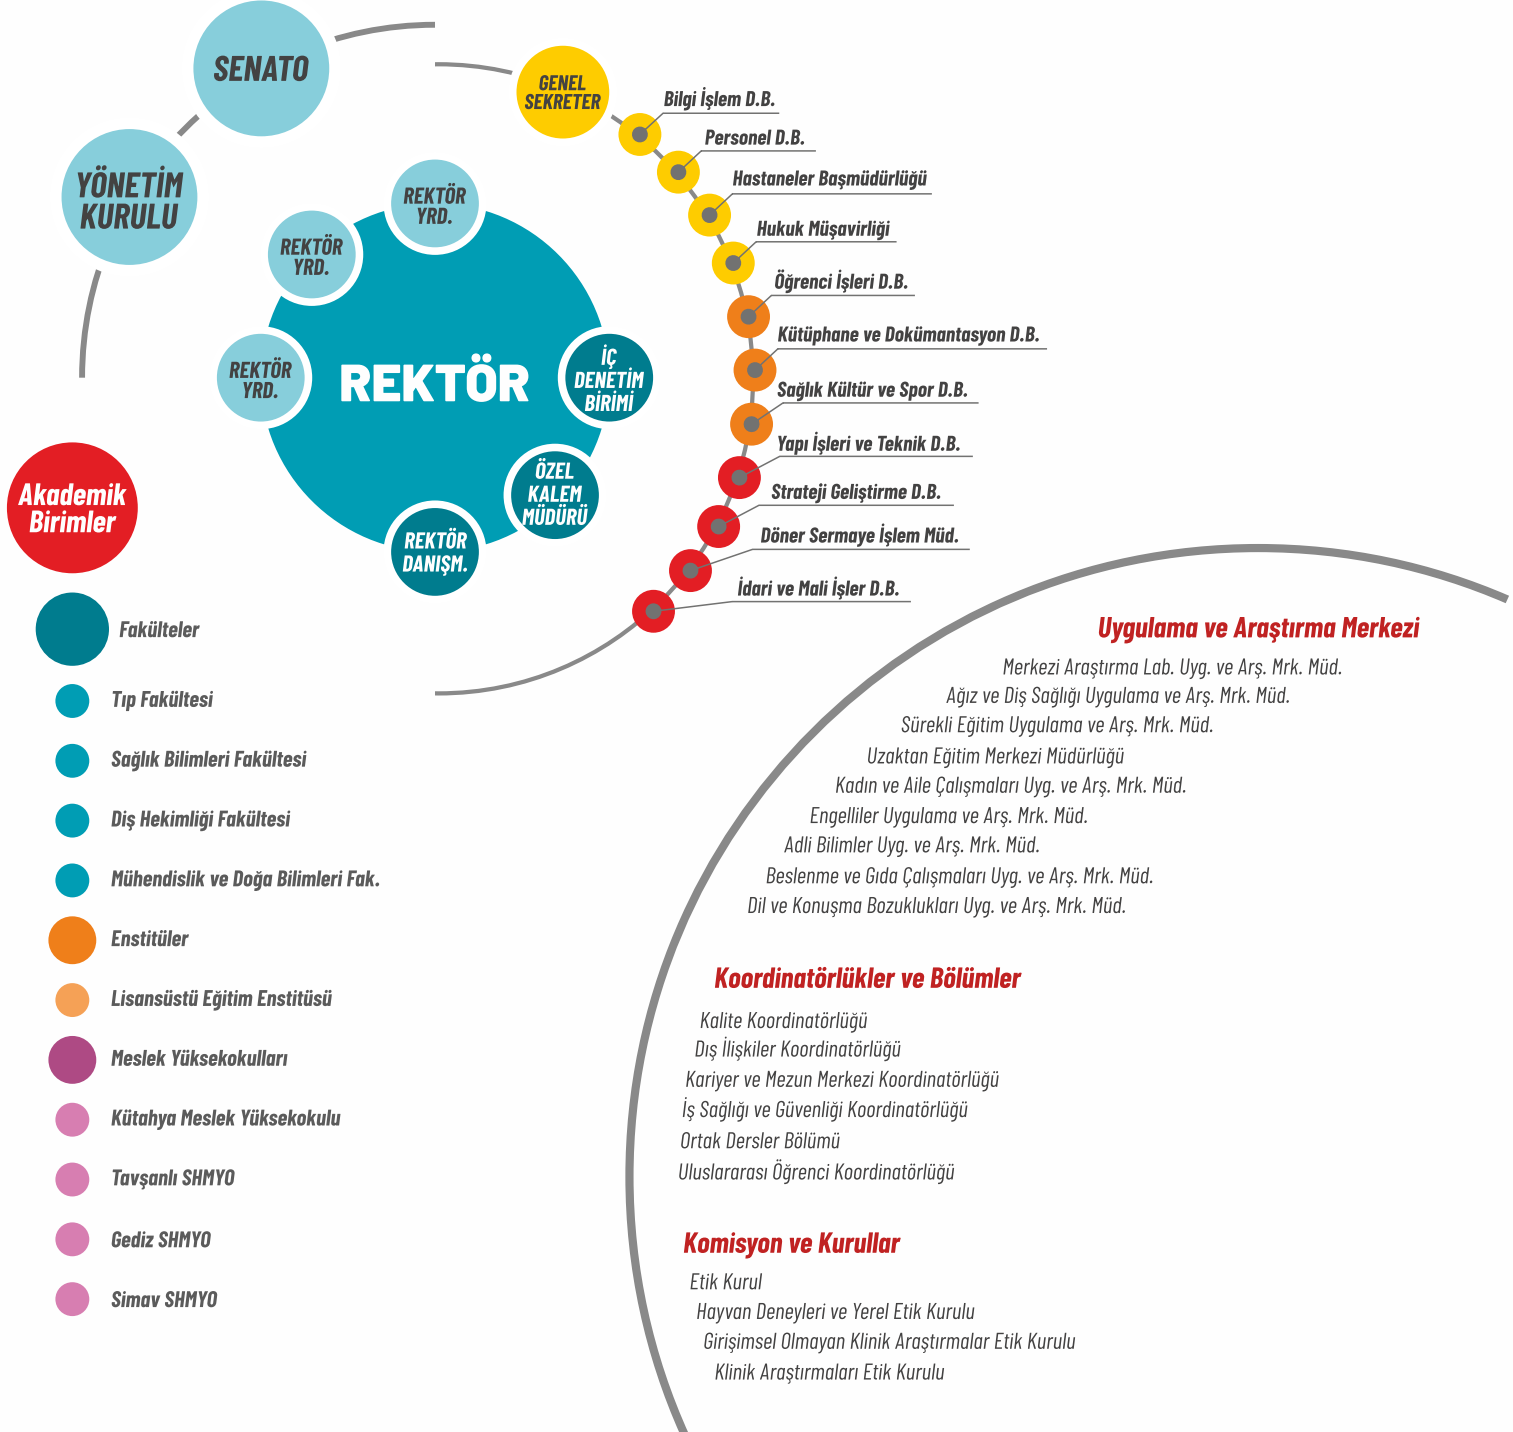 SENATO
YÖNETİM
KURULU
GENEL
SEKRETER
REKTÖR
YRD.
REKTÖR
YRD.
REKTÖR
YRD.
REKTÖR
İÇ
DENETİM
BİRİMİ
ÖZEL
KALEM
MÜDÜRÜ
REKTÖR
DANIŞM.
Bilgi İşlem D.B.
Personel D.B.
Hastaneler Başmüdürlüğü
Hukuk Müşavirliği
Öğrenci İşleri D.B.
Kütüphane ve Dokümantasyon D.B.
Sağlık Kültür ve Spor D.B.
Yapı İşleri ve Teknik D.B.
Strateji Geliştirme D.B.
Döner Sermaye İşlem Müd.
İdari ve Mali İşler D.B.
Akademik
Birimler
Fakülteler
Tıp Fakültesi
Sağlık Bilimleri Fakültesi
Diş Hekimliği Fakültesi
Mühendislik ve Doğa Bilimleri Fak.
Enstitüler
Lisansüstü Eğitim Enstitüsü
Meslek Yüksekokulları
Kütahya Meslek Yüksekokulu
Tavşanlı SHMYO
Gediz SHMYO
Simav SHMYO
Uygulama ve Araştırma Merkezi
Merkezi Araştırma Lab. Uyg. ve Arş. Mrk. Müd.
Ağız ve Diş Sağlığı Uygulama ve Arş. Mrk. Müd.
Sürekli Eğitim Uygulama ve Arş. Mrk. Müd.
Uzaktan Eğitim Merkezi Müdürlüğü
Kadın ve Aile Çalışmaları Uyg. ve Arş. Mrk. Müd.
Engelliler Uygulama ve Arş. Mrk. Müd.
Adli Bilimler Uyg. ve Arş. Mrk. Müd.
Beslenme ve Gıda Çalışmaları Uyg. ve Arş. Mrk. Müd.
Dil ve Konuşma Bozuklukları Uyg. ve Arş. Mrk. Müd.
Koordinatörlükler ve Bölümler
Kalite Koordinatörlüğü
Dış İlişkiler Koordinatörlüğü
Kariyer ve Mezun Merkezi Koordinatörlüğü
İş Sağlığı ve Güvenliği Koordinatörlüğü
Ortak Dersler Bölümü
Uluslararası Öğrenci Koordinatörlüğü
Komisyon ve Kurullar
Etik Kurul
Hayvan Deneyleri ve Yerel Etik Kurulu
Girişimsel Olmayan Klinik Araştırmalar Etik Kurulu
Klinik Araştırmaları Etik Kurulu